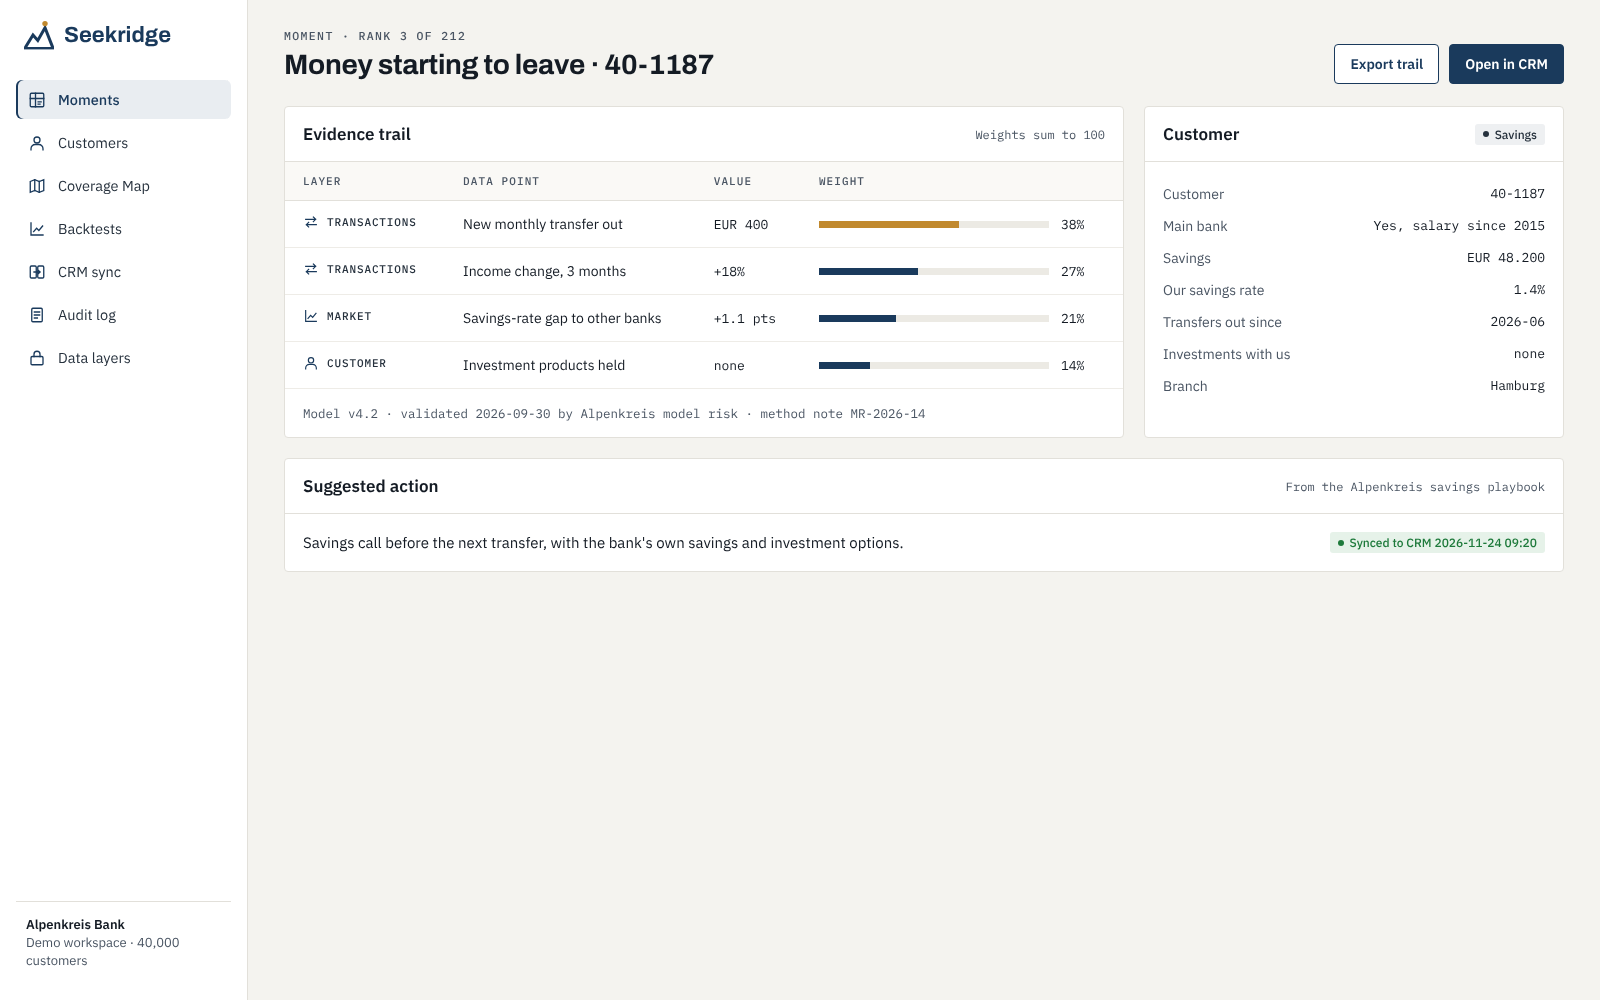 Seekridge
Moments
Customers
Coverage Map
Backtests
CRM sync
Audit log
Data layers
Alpenkreis Bank
Demo workspace · 40,000
customers
MOMENT · RANK 3 OF 212
Money starting to leave · 40-1187
Export trail
Open in CRM
Evidence trail
Weights sum to 100
LAYER DATA POINT VALUE WEIGHT
TRANSACTIONS New monthly transfer out EUR 400 38%
TRANSACTIONS Income change, 3 months +18% 27%
MARKET Savings-rate gap to other banks +1.1 pts 21%
CUSTOMER Investment products held none 14%
Model v4.2 · validated 2026-09-30 by Alpenkreis model risk · method note MR-2026-14
Customer
Savings
Customer 40-1187
Main bank Yes, salary since 2015
Savings EUR 48.200
Our savings rate 1.4%
Transfers out since 2026-06
Investments with us none
Branch Hamburg
Suggested action
From the Alpenkreis savings playbook
Savings call before the next transfer, with the bank's own savings and investment options.
Synced to CRM 2026-11-24 09:20